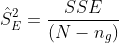 Ŝ²_E = SSE / (N − n_g)